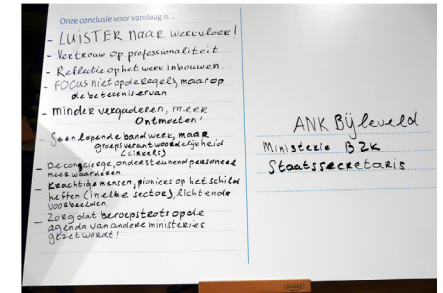 Onze conclusie voor vandaag is...
- LUISTER naar werkvloer!
- Vertrouw op professionaliteit
- Reflectie op het werk inbouwen.
- FOCUS niet op de regels, maar op
de betekenis ervan
- minder vergaderen, meer
Ontmoeten!
- Geen lopende band werk, maar
groepsverantwoordelijkheid
(circels)
- De conciërge, ondersteunend personeel
meer waarderen
- Krachtige mensen, pioniers op het schild
heffen (in elke sector), lichtende
voorbeelden.
- Zorg dat beroepstrots op de
agenda van andere ministeries
gezet wordt!
ANK Bijleveld
Ministerie BZK
Staatssecretaris